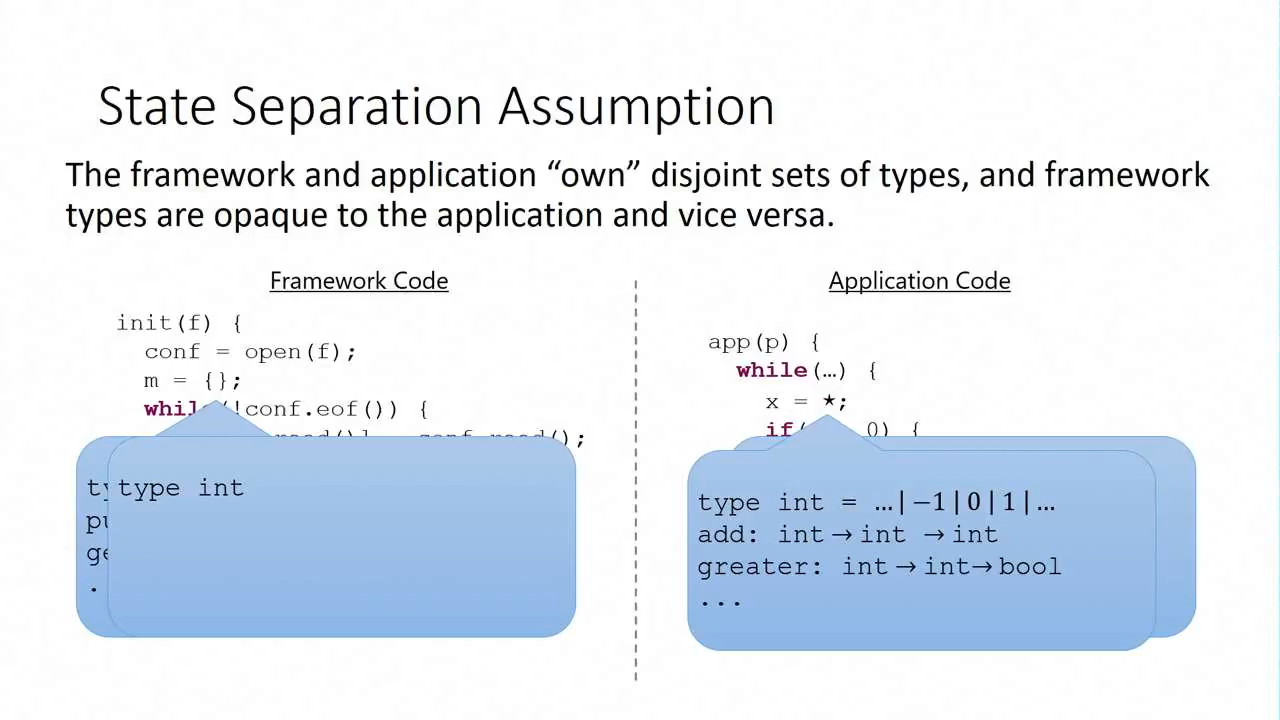 State Separation Assumption
The framework and application “own” disjoint sets of types, and framework
types are opaque to the application and vice versa.
Framework Code
init(f) {
conf = open(f);
m = {};
(!conf.eof()) {
conf.read();
type int
.
Application Code
app(p) {
while(…) {
x = ★;
if( 0) {
type int = …|−1|0|1|…
add: int→int →int
greater: int→int→bool
...